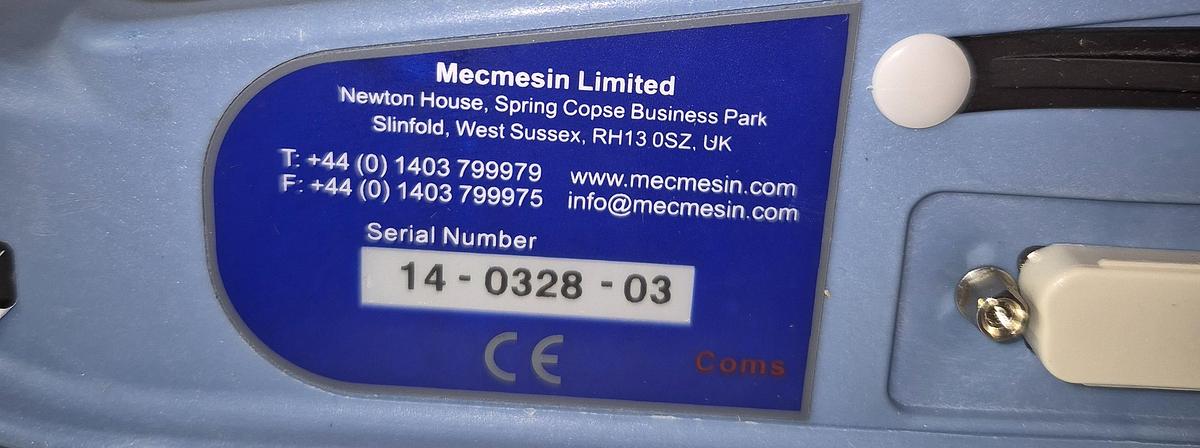 Mecmesin Limited
Newton House, Spring Copse Business Park
Slinfold, West Sussex, RH13 0SZ, UK
T: +44 (0) 1403 799979 www.mecmesin.com
F: +44 (0) 1403 799975 info@mecmesin.com
Serial Number
14 - 0328 - 03
CE
Coms